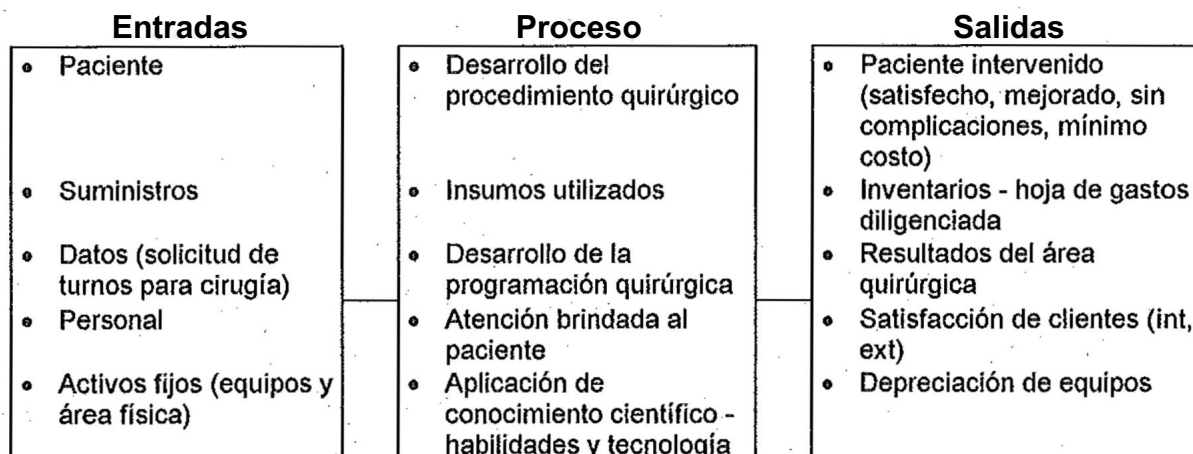 Entradas
• Paciente
• Suministros
• Datos (solicitud de
turnos para cirugía)
• Personal
• Activos fijos (equipos y
área física)
Proceso
• Desarrollo del
procedimiento quirúrgico
• Insumos utilizados
• Desarrollo de la
programación quirúrgica
• Atención brindada al
paciente
• Aplicación de
conocimiento científico -
habilidades y tecnología
Salidas
• Paciente intervenido
(satisfecho, mejorado, sin
complicaciones, mínimo
costo)
• Inventarios - hoja de gastos
diligenciada
• Resultados del área
quirúrgica
• Satisfacción de clientes (int,
ext)
• Depreciación de equipos